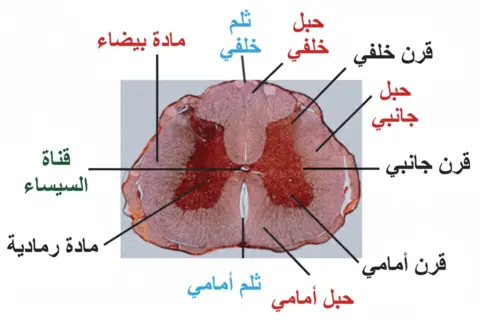 حبل
خلفي
ثلم
خلفي
مادة بيضاء
قرن خلفي
حبل
جانبي
قناة
السيساء
قرن جانبي
مادة رمادية
قرن أمامي
ثلم أمامي
حبل أمامي